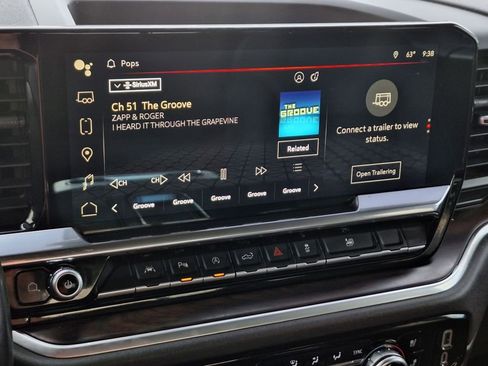 Pops
63° 9:38
SiriusXM
Ch 51 The Groove
ZAPP & ROGER
I HEARD IT THROUGH THE GRAPEVINE
THE GROOVE
Related
Connect a trailer to view
status.
Open Trailering
CH CH
Groove Groove Groove Groove Groove
SYNC